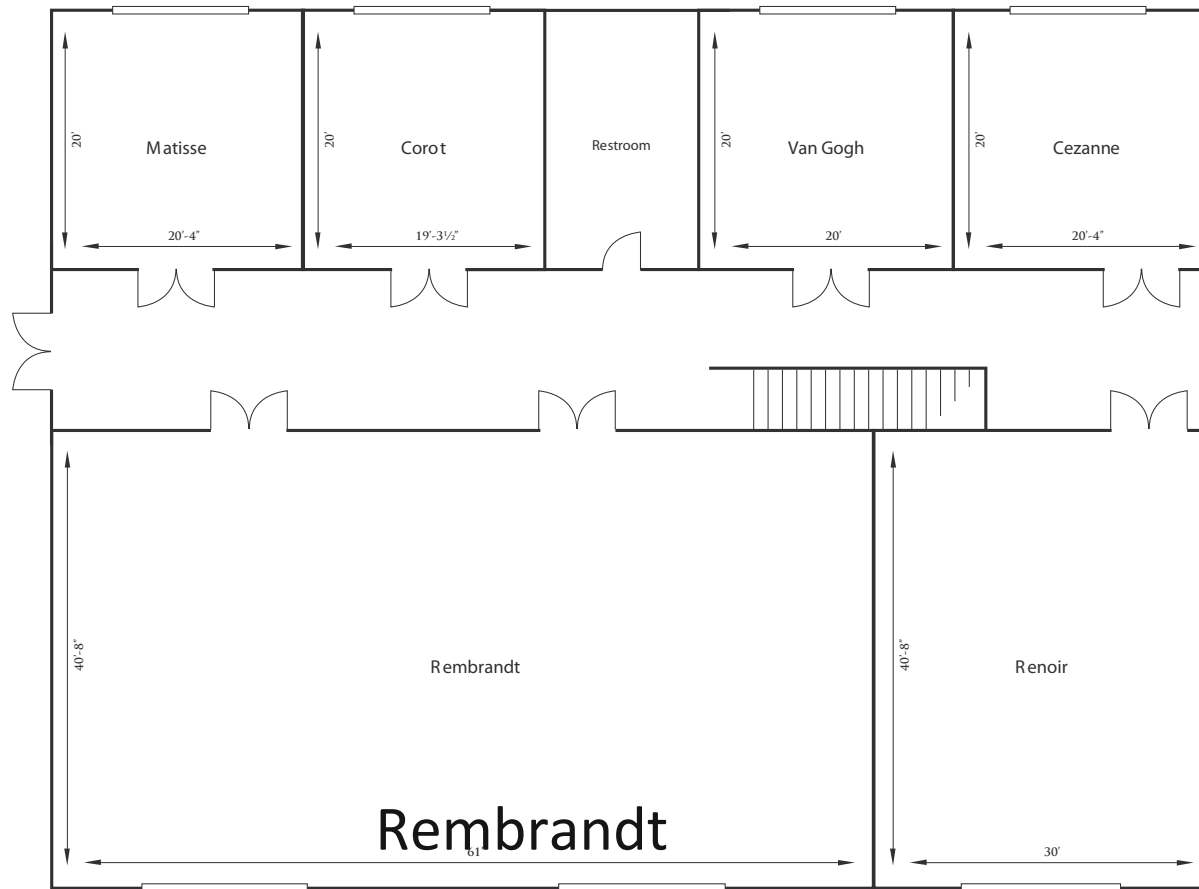 20'
Matisse
20'-4"
20'
Corot
19'-3½"
Restroom
20'
Van Gogh
20'
20'
Cezanne
20'-4"
40'-8"
Rembrandt
Rembrandt
61'
40'-8"
Renoir
30'